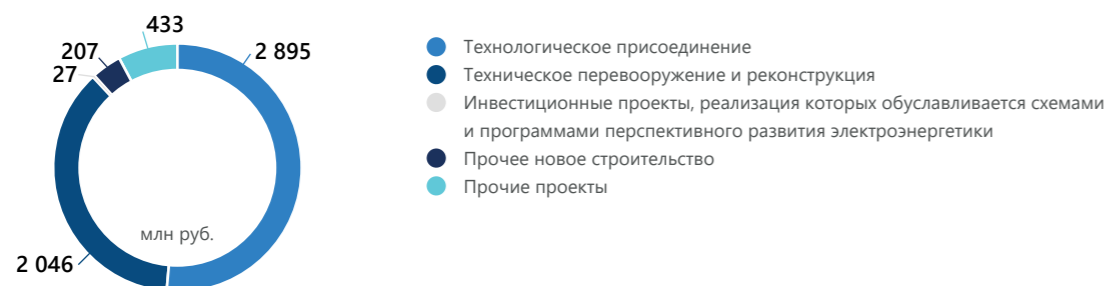 433
207
2 895
27
млн руб.
2 046
Технологическое присоединение
Техническое перевооружение и реконструкция
Инвестиционные проекты, реализация которых обуславливается схемами
и программами перспективного развития электроэнергетики
Прочее новое строительство
Прочие проекты